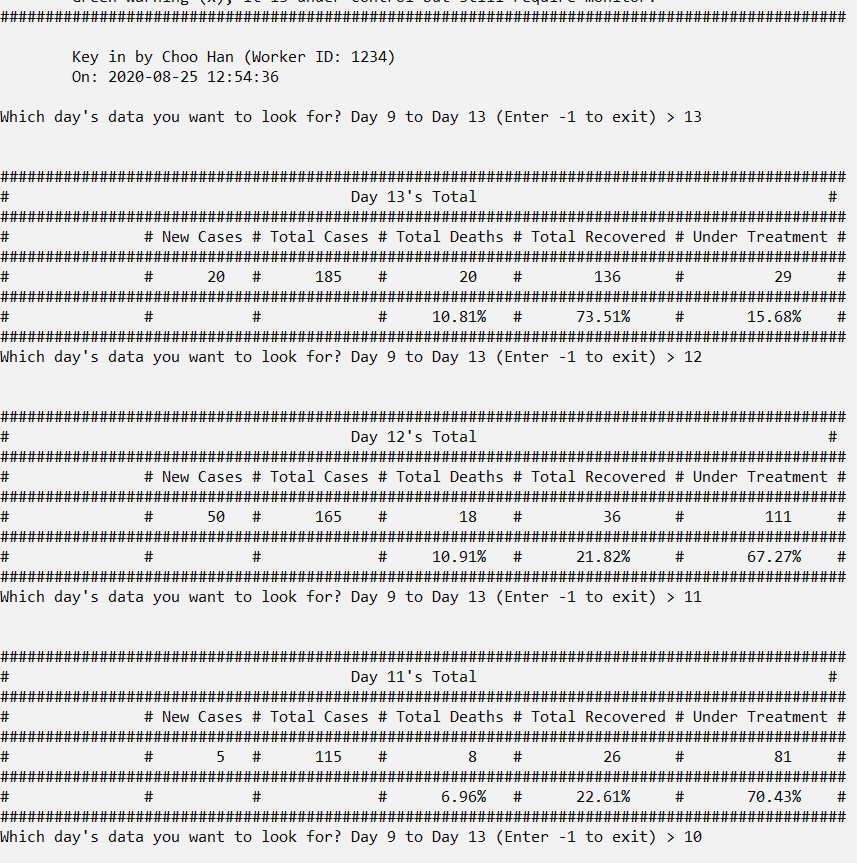 Green warning (x), it is under control but still require monitor.
##############################################################################################
Key in by Choo Han (Worker ID: 1234)
On: 2020-08-25 12:54:36
Which day's data you want to look for? Day 9 to Day 13 (Enter -1 to exit) > 13
##############################################################################################
#                                      Day 13's Total                                       #
##############################################################################################
#               # New Cases # Total Cases # Total Deaths # Total Recovered # Under Treatment #
##############################################################################################
#               #      20   #      185    #        20    #        136      #          29     #
##############################################################################################
#               #           #             #     10.81%   #      73.51%     #       15.68%    #
##############################################################################################
Which day's data you want to look for? Day 9 to Day 13 (Enter -1 to exit) > 12
##############################################################################################
#                                      Day 12's Total                                       #
##############################################################################################
#               # New Cases # Total Cases # Total Deaths # Total Recovered # Under Treatment #
##############################################################################################
#               #      50   #      165    #        18    #         36      #         111     #
##############################################################################################
#               #           #             #     10.91%   #      21.82%     #       67.27%    #
##############################################################################################
Which day's data you want to look for? Day 9 to Day 13 (Enter -1 to exit) > 11
##############################################################################################
#                                      Day 11's Total                                       #
##############################################################################################
#               # New Cases # Total Cases # Total Deaths # Total Recovered # Under Treatment #
##############################################################################################
#               #       5   #      115    #         8    #         26      #          81     #
##############################################################################################
#               #           #             #      6.96%   #      22.61%     #       70.43%    #
##############################################################################################
Which day's data you want to look for? Day 9 to Day 13 (Enter -1 to exit) > 10